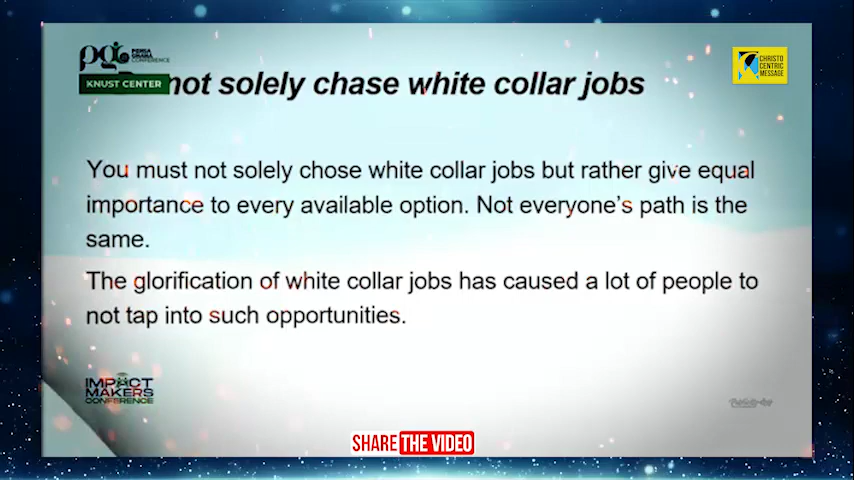 pg
PENSA
GHANA
CONFERENCE
KNUST CENTER
not solely chase white collar jobs
CHRISTO
CENTRIC
MESSAGE
You must not solely chose white collar jobs but rather give equal
importance to every available option. Not everyone's path is the
same.
The glorification of white collar jobs has caused a lot of people to
not tap into such opportunities.
IMPACT
MAKERS
CONFERENCE
SHARE THE VIDEO